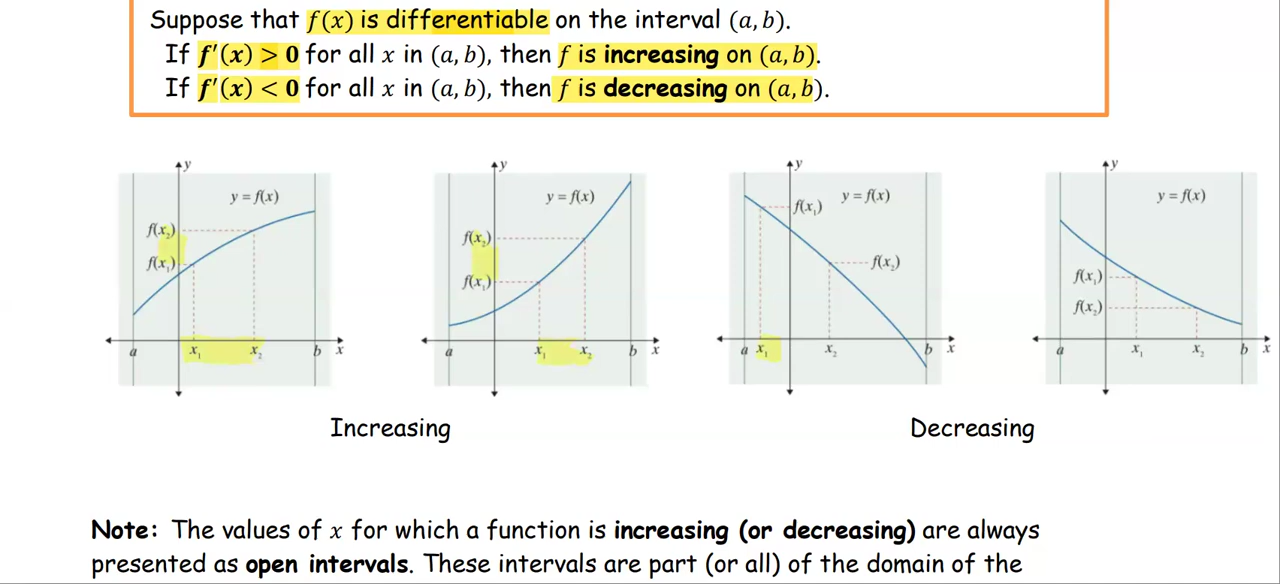 Suppose that f(x) is differentiable on the interval (a, b).
If f′(x) > 0 for all x in (a, b), then f is increasing on (a, b).
If f′(x) < 0 for all x in (a, b), then f is decreasing on (a, b).
y
y = f(x)
f(x₂)
f(x₁)
a x₁ x₂ b x
y
y = f(x)
f(x₂)
f(x₁)
a x₁ x₂ b x
y
f(x₁) y = f(x)
f(x₂)
a x₁ x₂ b x
y
y = f(x)
f(x₁)
f(x₂)
a x₁ x₂ b x
Increasing
Decreasing
Note: The values of x for which a function is increasing (or decreasing) are always
presented as open intervals. These intervals are part (or all) of the domain of the